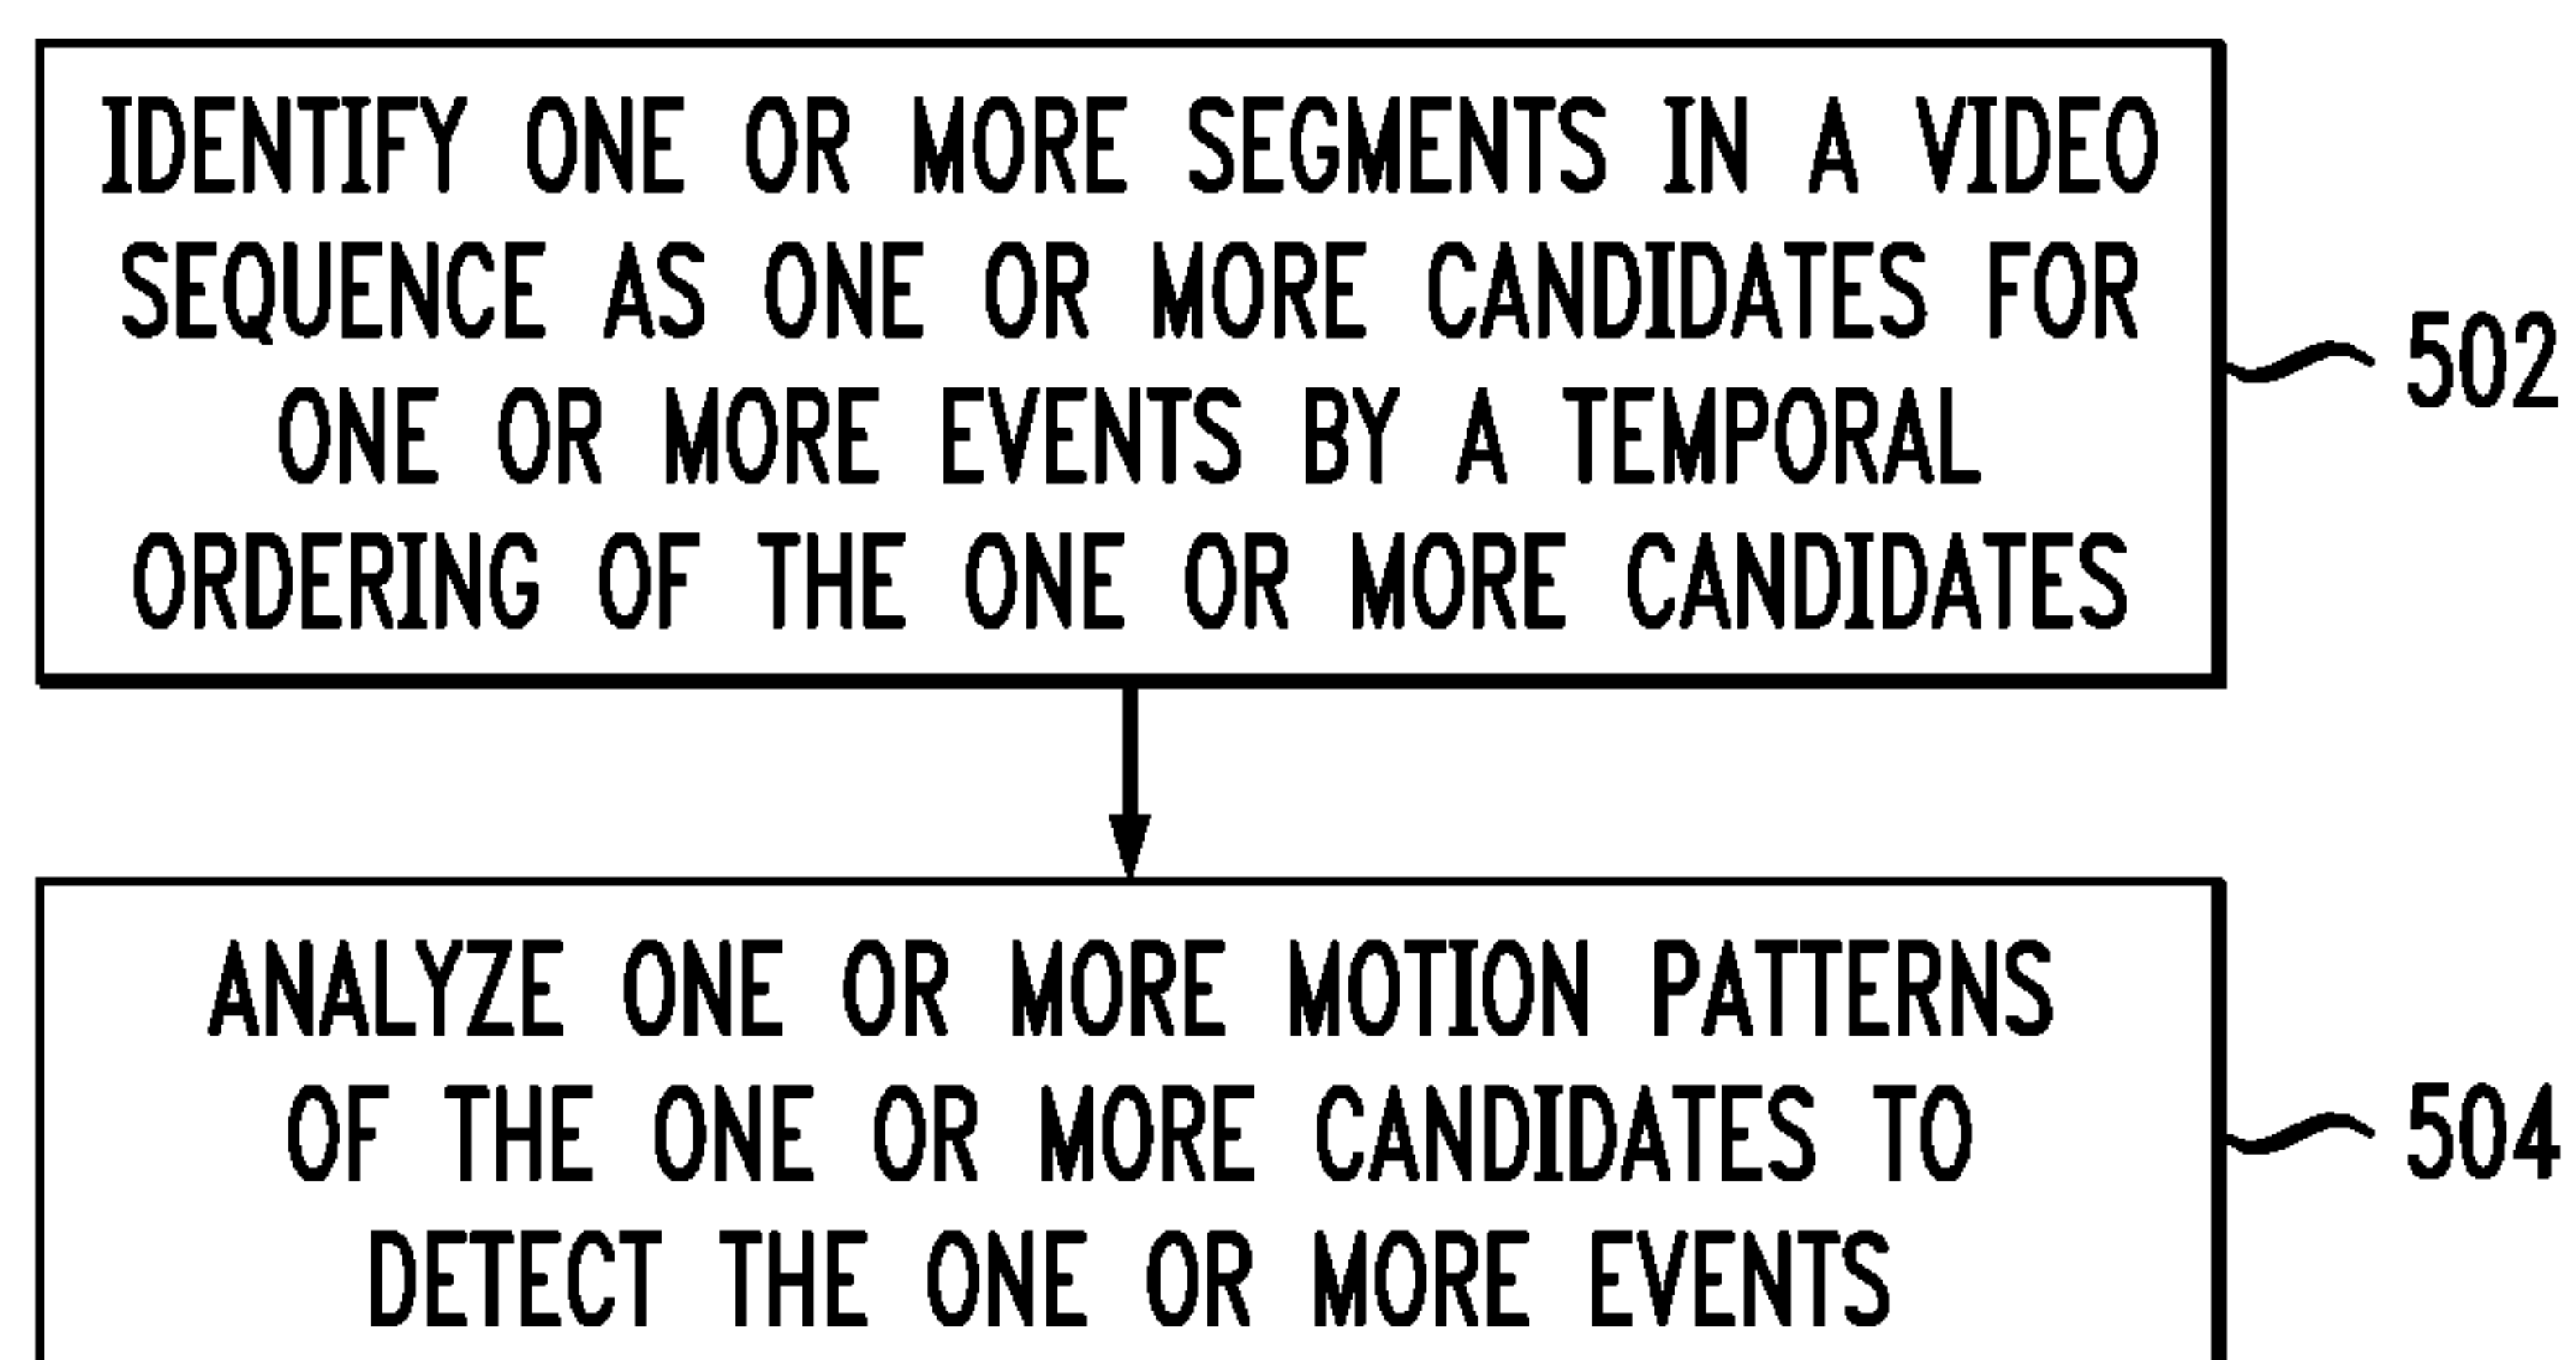 IDENTIFY ONE OR MORE SEGMENTS IN A VIDEO
SEQUENCE AS ONE OR MORE CANDIDATES FOR
ONE OR MORE EVENTS BY A TEMPORAL
ORDERING OF THE ONE OR MORE CANDIDATES
502
ANALYZE ONE OR MORE MOTION PATTERNS
OF THE ONE OR MORE CANDIDATES TO
DETECT THE ONE OR MORE EVENTS
504